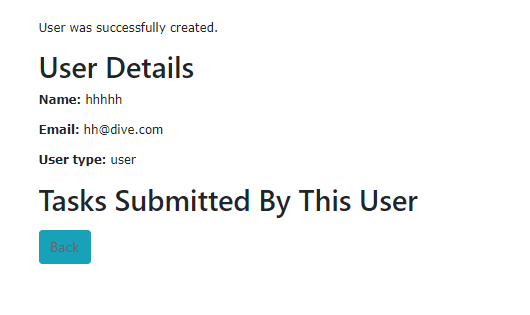 User was successfully created.
User Details
Name: hhhhh
Email: hh@dive.com
User type: user
Tasks Submitted By This User
Back